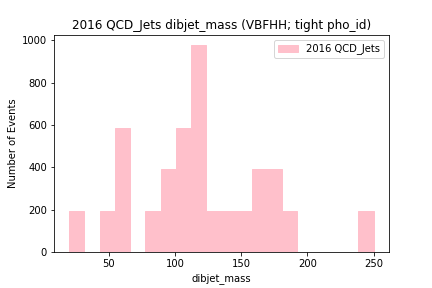 2016 QCD_Jets dibjet_mass (VBFHH; tight pho_id)
2016 QCD_Jets
Number of Events
1000
800
600
400
200
0
50
100
150
200
250
dibjet_mass